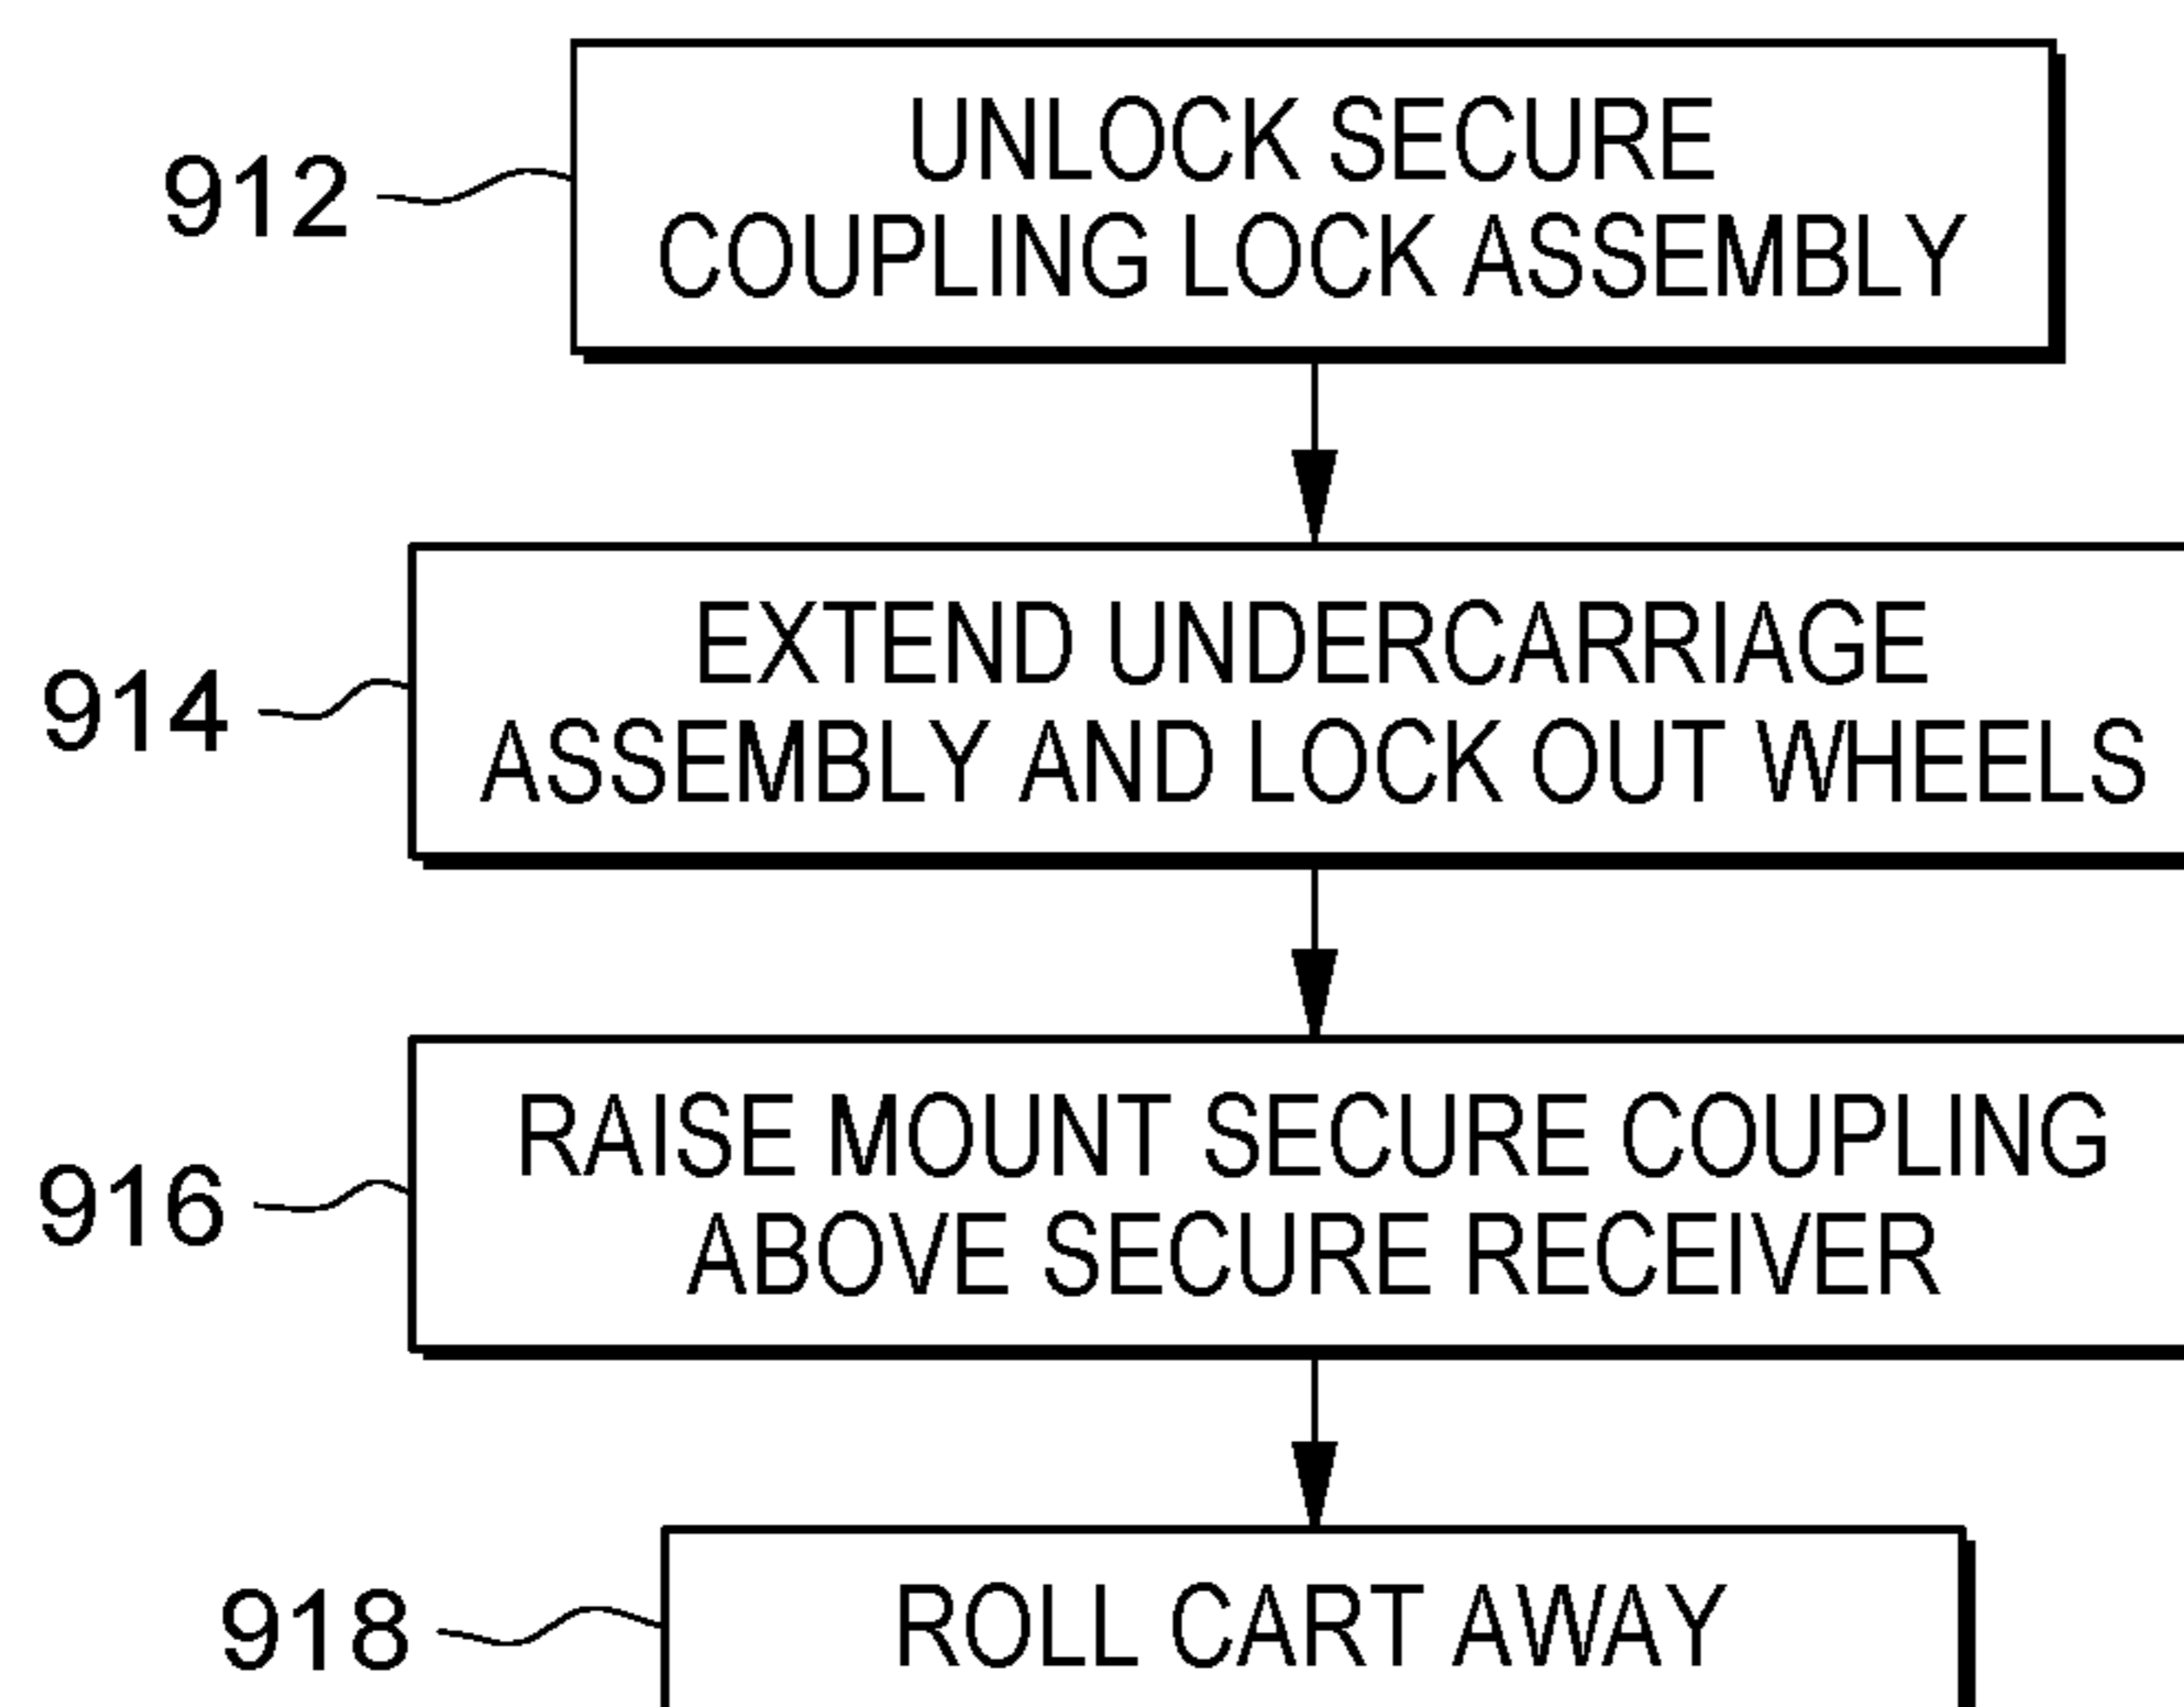 912
UNLOCK SECURE
COUPLING LOCK ASSEMBLY
914
EXTEND UNDERCARRIAGE
ASSEMBLY AND LOCK OUT WHEELS
916
RAISE MOUNT SECURE COUPLING
ABOVE SECURE RECEIVER
918
ROLL CART AWAY